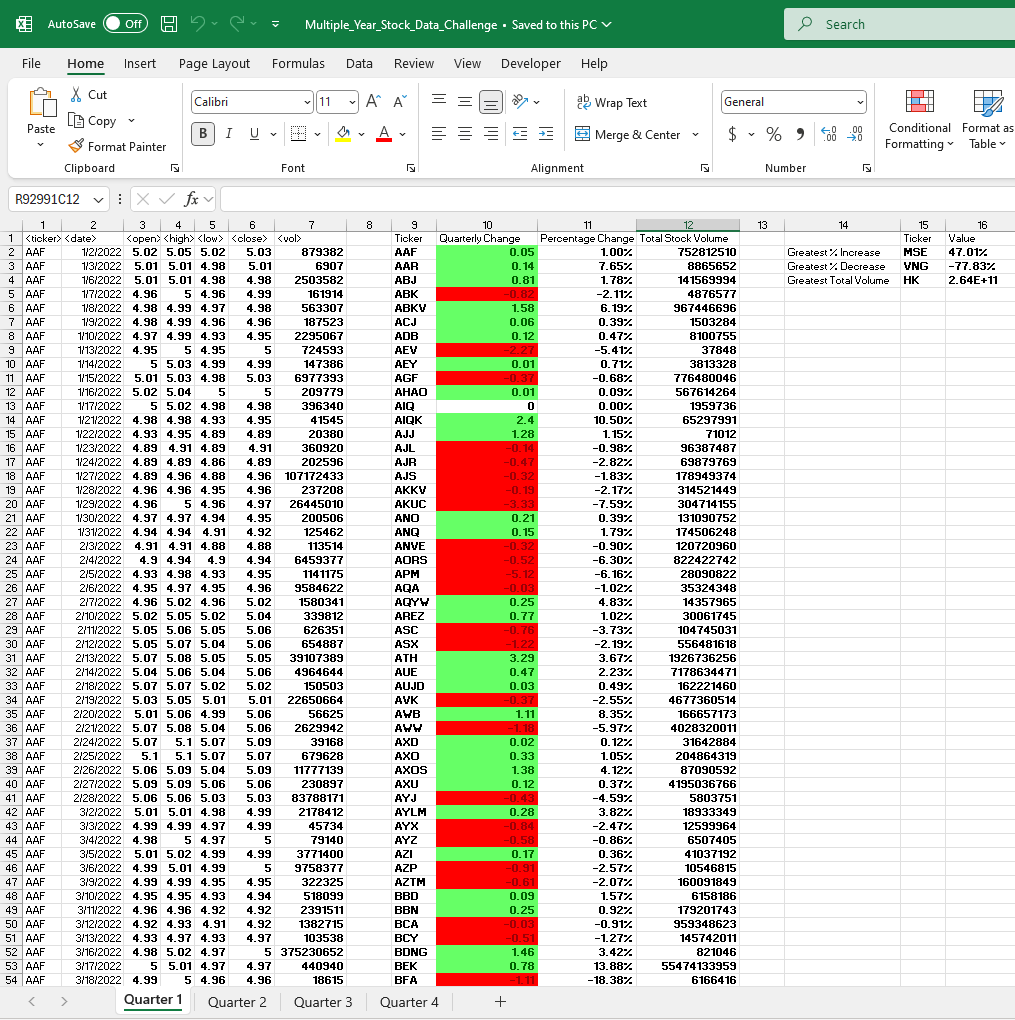 AutoSave Off Multiple_Year_Stock_Data_Challenge • Saved to this PC Search
File Home Insert Page Layout Formulas Data Review View Developer Help
Paste Cut Copy Format Painter Clipboard
Calibri 11 B I U A Font
Wrap Text Merge & Center Alignment
General $ % Number
Conditional Formatting Format as Table
R92991C12 fx
1 2 3 4 5 6 7 8 9 10 11 12 13 14 15 16
1 <ticker> <date> <open> <high> <low> <close> <vol> Ticker Quarterly Change Percentage Change Total Stock Volume Ticker Value
2 AAF 1/2/2022 5.02 5.05 5.02 5.03 879382 AAF 0.05 1.00% 752812510 Greatest % Increase MSE 47.01%
3 AAF 1/3/2022 5.01 5.01 4.98 5.01 6907 AAR 0.14 7.65% 8865652 Greatest % Decrease VNG -77.83%
4 AAF 1/6/2022 5.01 5.01 4.98 4.98 2503582 ABJ 0.81 1.78% 141569994 Greatest Total Volume HK 2.64E+11
5 AAF 1/7/2022 4.96 5 4.96 4.99 161914 ABK -0.82 -2.11% 4876577
6 AAF 1/8/2022 4.98 4.99 4.97 4.98 563307 ABKV 1.58 6.19% 967446696
7 AAF 1/9/2022 4.98 4.99 4.96 4.96 187523 ACJ 0.06 0.39% 1503284
8 AAF 1/10/2022 4.97 4.99 4.93 4.95 2295067 ADB 0.12 0.47% 8100755
9 AAF 1/13/2022 4.95 5 4.95 5 724593 AEV -2.27 -5.41% 37848
10 AAF 1/14/2022 5 5.03 4.99 4.99 147386 AEY 0.01 0.71% 3813328
11 AAF 1/15/2022 5.01 5.03 4.98 5.03 6977393 AGF -0.37 -0.68% 776480046
12 AAF 1/16/2022 5.02 5.04 5 5 209779 AHAO 0.01 0.09% 567614264
13 AAF 1/17/2022 5 5.02 4.98 4.98 396340 AIQ 0 0.00% 1959736
14 AAF 1/21/2022 4.98 4.98 4.93 4.95 41545 AIQK 2.4 10.50% 65297991
15 AAF 1/22/2022 4.93 4.95 4.89 4.89 20380 AJJ 1.28 1.15% 71012
16 AAF 1/23/2022 4.89 4.91 4.89 4.91 360920 AJL -0.14 -0.98% 96387487
17 AAF 1/24/2022 4.89 4.89 4.86 4.89 202596 AJR -0.47 -2.82% 69879769
18 AAF 1/27/2022 4.89 4.96 4.88 4.96 107172433 AJS -0.32 -1.83% 178949374
19 AAF 1/28/2022 4.96 4.96 4.95 4.96 237208 AKKV -0.19 -2.17% 314521449
20 AAF 1/29/2022 4.96 5 4.96 4.97 26445010 AKUC -3.33 -7.59% 304714155
21 AAF 1/30/2022 4.97 4.97 4.94 4.95 200506 ANO 0.21 0.39% 131090752
22 AAF 1/31/2022 4.94 4.94 4.91 4.92 125462 ANQ 0.15 1.79% 174506248
23 AAF 2/3/2022 4.91 4.91 4.88 4.88 113514 ANVE -0.32 -0.90% 120720960
24 AAF 2/4/2022 4.9 4.94 4.9 4.94 6459377 AORS -0.52 -6.30% 822422742
25 AAF 2/5/2022 4.93 4.98 4.93 4.95 1141175 APM -5.12 -6.16% 28090822
26 AAF 2/6/2022 4.95 4.97 4.95 4.96 9584622 AQA -0.03 -1.02% 35324348
27 AAF 2/7/2022 4.96 5.02 4.96 5.02 1580341 AQYW 0.25 4.83% 14357965
28 AAF 2/10/2022 5.02 5.05 5.02 5.04 339812 AREZ 0.77 1.02% 30061745
29 AAF 2/11/2022 5.05 5.06 5.05 5.06 626351 ASC -0.76 -3.73% 104745031
30 AAF 2/12/2022 5.05 5.07 5.04 5.05 654887 ASX -1.22 -2.19% 556481618
31 AAF 2/13/2022 5.07 5.08 5.05 5.05 39107389 ATH 3.29 3.67% 1926736256
32 AAF 2/14/2022 5.04 5.06 5.04 5.06 4964644 AUE 0.47 2.23% 7178634471
33 AAF 2/18/2022 5.07 5.07 5.02 5.02 150503 AUJD 0.03 0.49% 162221460
34 AAF 2/19/2022 5.03 5.05 5.01 5.01 22650664 AVK -0.37 -2.55% 4677360514
35 AAF 2/20/2022 5.01 5.06 4.99 5.06 56625 AWB 1.11 8.35% 166657173
36 AAF 2/21/2022 5.07 5.08 5.04 5.06 2629942 AWW -1.18 -5.97% 4028320011
37 AAF 2/24/2022 5.07 5.1 5.07 5.09 39168 AXD 0.02 0.12% 31642884
38 AAF 2/25/2022 5.1 5.1 5.07 5.07 679628 AXO 0.33 1.05% 204864319
39 AAF 2/26/2022 5.06 5.09 5.04 5.09 11777139 AXOS 1.38 4.12% 87090592
40 AAF 2/27/2022 5.09 5.09 5.06 5.06 230897 AXU 0.12 0.37% 4195036766
41 AAF 2/28/2022 5.06 5.06 5.03 5.03 83788171 AYJ -0.43 -4.59% 5803751
42 AAF 3/2/2022 5.01 5.01 4.98 4.99 2178412 AYLM 0.28 3.82% 18933349
43 AAF 3/3/2022 4.99 4.99 4.97 4.99 45734 AYX -0.84 -2.47% 12599964
44 AAF 3/4/2022 4.98 5 4.97 5 79140 AYZ -0.58 -0.86% 6507405
45 AAF 3/5/2022 5.01 5.02 4.99 4.99 3771400 AZI 0.17 0.36% 41037192
46 AAF 3/6/2022 4.99 5.01 4.99 5 9758377 AZP -0.91 -2.57% 10546815
47 AAF 3/9/2022 4.99 4.99 4.95 4.95 322325 AZTM -0.61 -2.07% 160091849
48 AAF 3/10/2022 4.95 4.95 4.93 4.94 518099 BBD 0.09 1.57% 6158186
49 AAF 3/11/2022 4.96 4.96 4.92 4.92 2391511 BBN 0.25 0.92% 179201743
50 AAF 3/12/2022 4.92 4.93 4.91 4.92 1382715 BCA -0.03 -0.91% 959348623
51 AAF 3/13/2022 4.93 4.97 4.93 4.97 103538 BCY -0.51 -1.27% 145742011
52 AAF 3/16/2022 4.98 5.02 4.97 5 375230652 BDNG 1.46 3.42% 821046
53 AAF 3/17/2022 5 5.01 4.97 4.97 440940 BEK 0.78 13.88% 55474133959
54 AAF 3/18/2022 4.99 5 4.96 4.96 18615 BFA -1.11 -18.38% 6166416
Quarter 1 Quarter 2 Quarter 3 Quarter 4 +